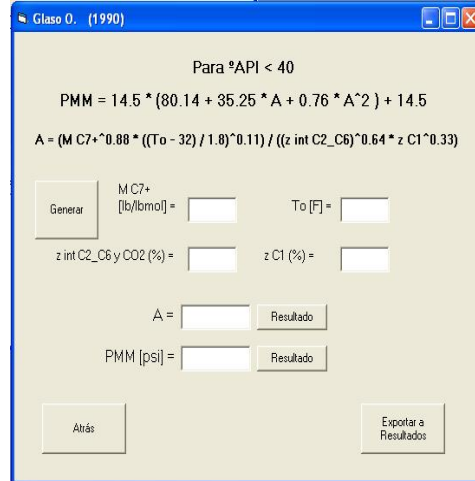 Glaso O. (1990)
Para ºAPI < 40
PMM = 14.5 * (80.14 + 35.25 * A + 0.76 * A^2 ) + 14.5
A = (M C7+^0.88 * ((To - 32) / 1.8)^0.11) / ((z int C2_C6)^0.64 * z C1^0.33)
Generar
M C7+
[lb/lbmol] =
To [F] =
z int C2_C6 y CO2 (%) =
z C1 (%) =
A =
Resultado
PMM [psi] =
Resultado
Atrás
Exportar a
Resultados